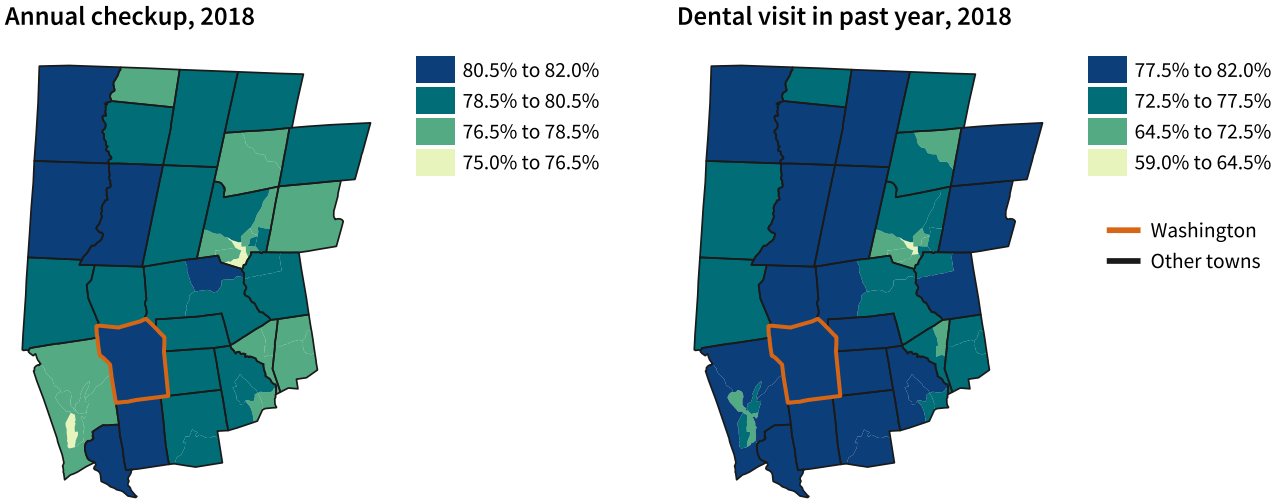 Annual checkup, 2018
80.5% to 82.0%
78.5% to 80.5%
76.5% to 78.5%
75.0% to 76.5%
Dental visit in past year, 2018
77.5% to 82.0%
72.5% to 77.5%
64.5% to 72.5%
59.0% to 64.5%
Washington
Other towns